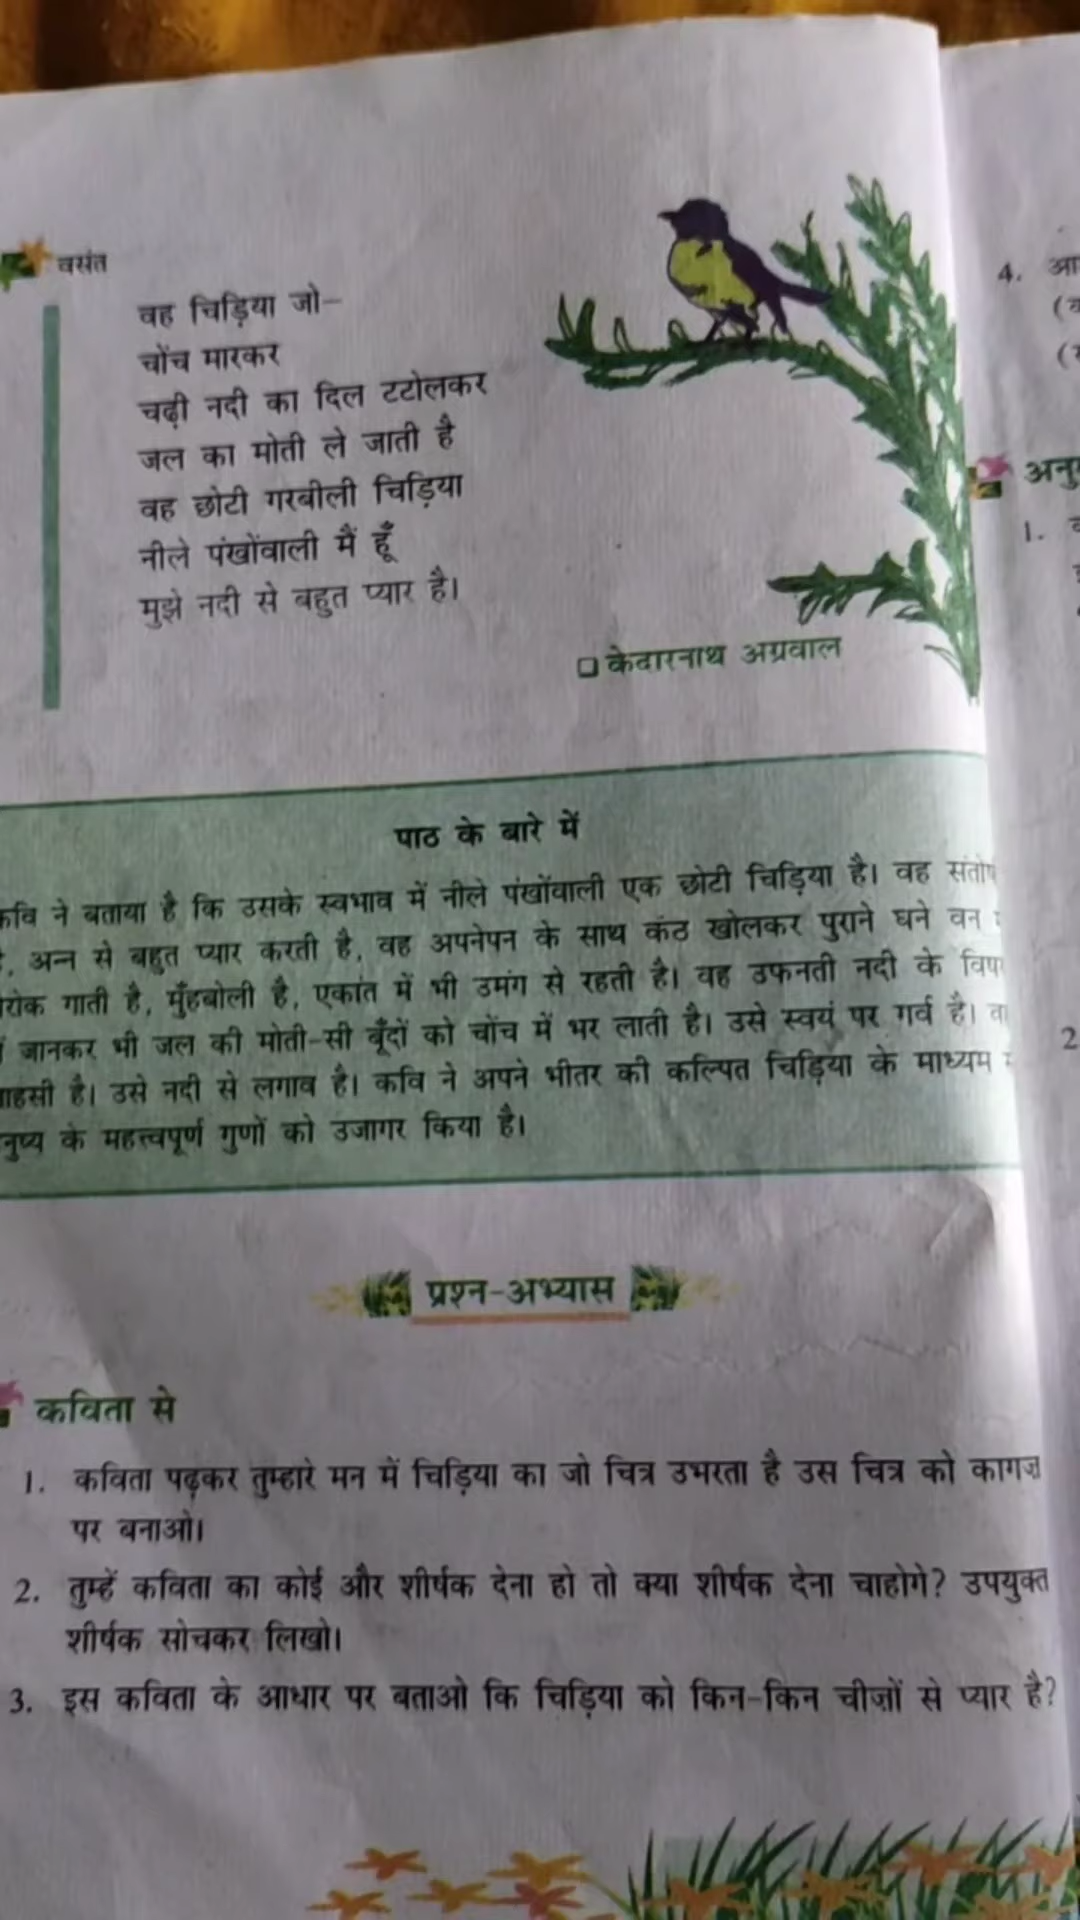 वसंत
वह चिड़िया जो–
चोंच मारकर
चढ़ी नदी का दिल टटोलकर
जल का मोती ले जाती है
वह छोटी गरबीली चिड़िया
नीले पंखोंवाली मैं हूँ
मुझे नदी से बहुत प्यार है।
केदारनाथ अग्रवाल
पाठ के बारे में
कवि ने बताया है कि उसके स्वभाव में नीले पंखोंवाली एक छोटी चिड़िया है। वह
अन्न से बहुत प्यार करती है, वह अपनेपन के साथ कंठ खोलकर पुराने घने वन
गाती है, मुँहबोली है, एकांत में भी उमंग से रहती है। वह उफनती नदी के
जानकर भी जल की मोती-सी बूँदों को चोंच में भर लाती है। उसे स्वयं पर गर्व है।
है। उसे नदी से लगाव है। कवि ने अपने भीतर की कल्पित चिड़िया के माध्यम
के महत्त्वपूर्ण गुणों को उजागर किया है।
प्रश्न-अभ्यास
कविता से
1. कविता पढ़कर तुम्हारे मन में चिड़िया का जो चित्र उभरता है उस चित्र को कागज़
पर बनाओ।
2. तुम्हें कविता का कोई और शीर्षक देना हो तो क्या शीर्षक देना चाहोगे? उपयुक्त
शीर्षक सोचकर लिखो।
3. इस कविता के आधार पर बताओ कि चिड़िया को किन-किन चीज़ों से प्यार है?
4.
1.
2